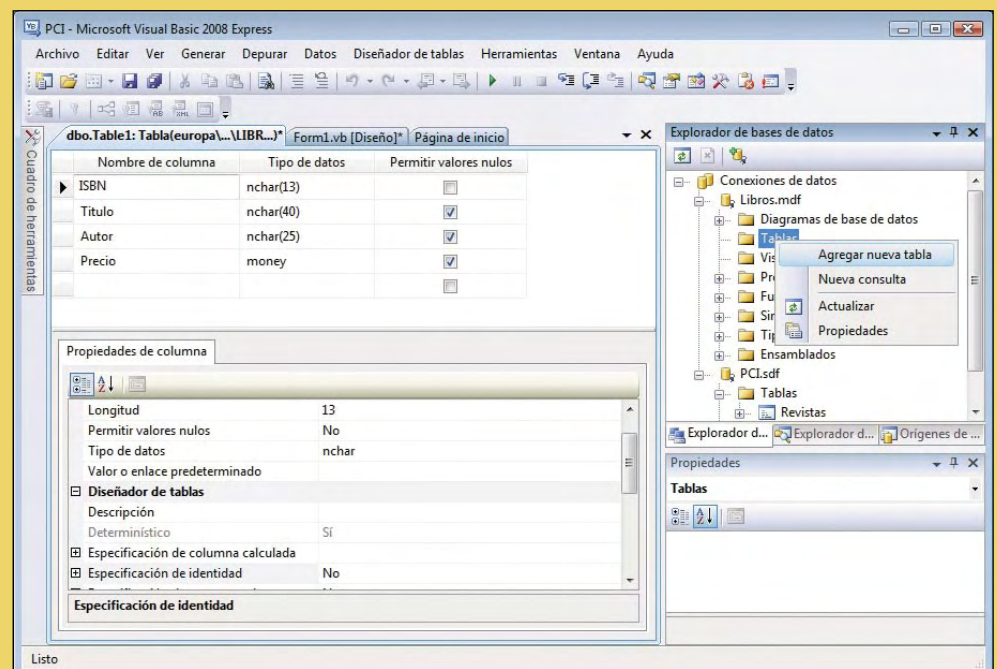 PCI - Microsoft Visual Basic 2008 Express
Archivo Editar Ver Generar Depurar Datos Diseñador de tablas Herramientas Ventana Ayuda
Cuadro de herramientas
dbo.Table1: Tabla(europa\...\LIBR...)* Form1.vb [Diseño]* Página de inicio
Nombre de columna Tipo de datos Permitir valores nulos
ISBN nchar(13)
Titulo nchar(40)
Autor nchar(25)
Precio money
Propiedades de columna
Longitud 13
Permitir valores nulos No
Tipo de datos nchar
Valor o enlace predeterminado
Diseñador de tablas
Descripción
Determinístico Sí
Especificación de columna calculada
Especificación de identidad No
Especificación de identidad
Explorador de bases de datos
Conexiones de datos
Libros.mdf
Diagramas de base de datos
Tablas
Vis
Pr
Fu
Sir
Tip
Ensamblados
PCI.sdf
Tablas
Revistas
Agregar nueva tabla
Nueva consulta
Actualizar
Propiedades
Explorador d... Explorador d... Orígenes de ...
Propiedades
Tablas
Listo